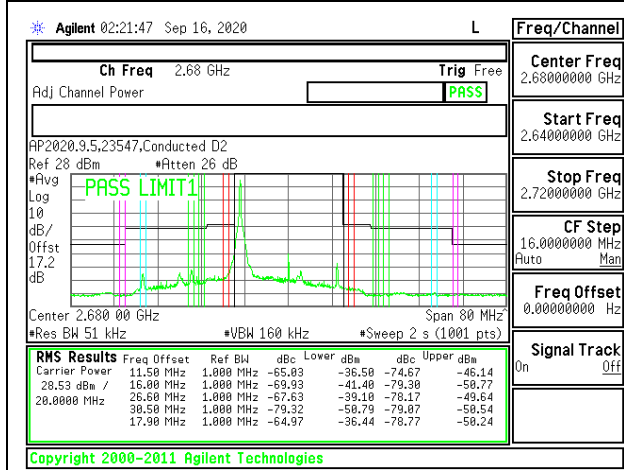 Agilent 02:21:47 Sep 16, 2020 L
Ch Freq 2.68 GHz Trig Free
Adj Channel Power PASS
AP2020.9.5,23547,Conducted D2
Ref 28 dBm #Atten 26 dB
#Avg
Log
10
dB/
Offst
17.2
dB
PASS LIMIT1
Center 2.680 00 GHz Span 80 MHz
#Res BW 51 kHz #VBW 160 kHz #Sweep 2 s (1001 pts)
RMS Results Freq Offset Ref BW dBc Lower dBm dBc Upper dBm
Carrier Power 11.50 MHz 1.000 MHz -65.03 -36.50 -74.67 -46.14
28.53 dBm / 16.00 MHz 1.000 MHz -69.93 -41.40 -79.30 -50.77
20.0000 MHz 26.60 MHz 1.000 MHz -67.63 -39.10 -78.17 -49.64
30.50 MHz 1.000 MHz -79.32 -50.79 -79.07 -50.54
17.90 MHz 1.000 MHz -64.97 -36.44 -78.77 -50.24
Copyright 2000-2011 Agilent Technologies
Freq/Channel
Center Freq
2.68000000 GHz
Start Freq
2.64000000 GHz
Stop Freq
2.72000000 GHz
CF Step
16.0000000 MHz
Auto Man
Freq Offset
0.00000000 Hz
Signal Track
On Off